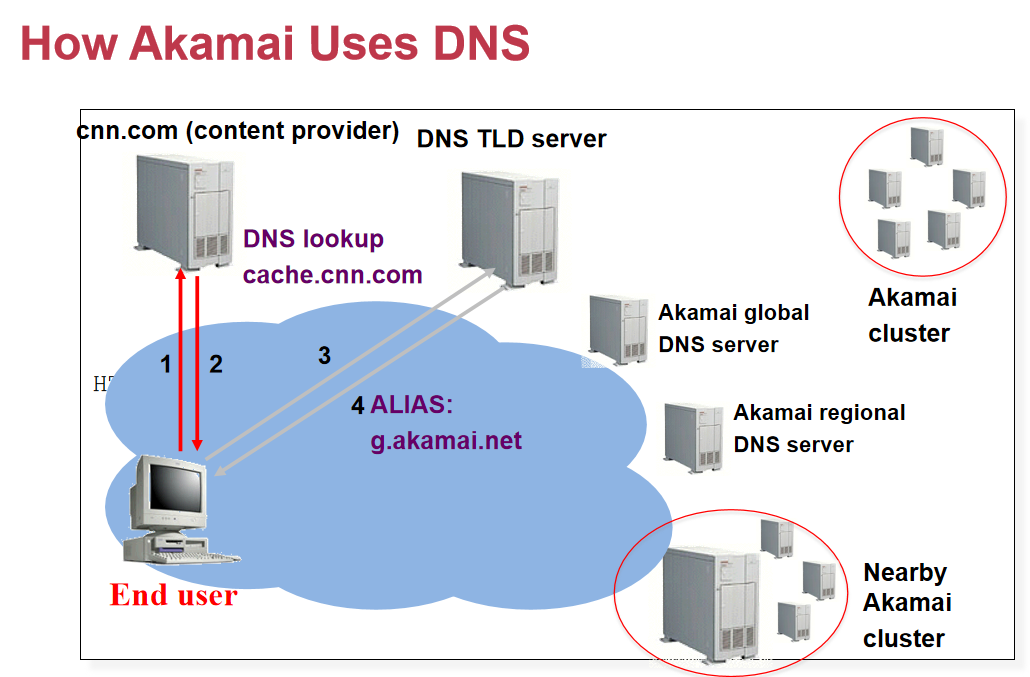 How Akamai Uses DNS
cnn.com (content provider)
DNS TLD server
DNS lookup
cache.cnn.com
Akamai
cluster
Akamai global
DNS server
1
2
3
4 ALIAS:
g.akamai.net
Akamai regional
DNS server
End user
Nearby
Akamai
cluster